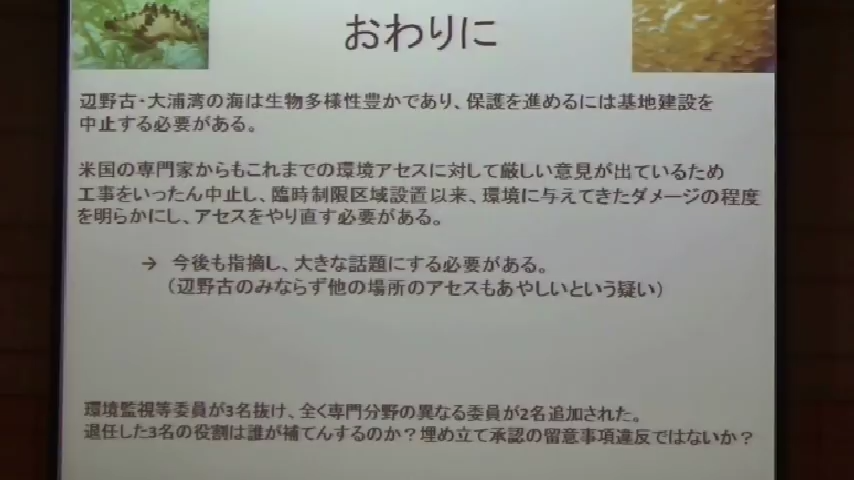 おわりに
辺野古・大浦湾の海は生物多様性豊かであり、保護を進めるには基地建設を
中止する必要がある。
米国の専門家からもこれまでの環境アセスに対して厳しい意見が出ているため
工事をいったん中止し、臨時制限区域設置以来、環境に与えてきたダメージの程度
を明らかにし、アセスをやり直す必要がある。
→ 今後も指摘し、大きな話題にする必要がある。
（辺野古のみならず他の場所のアセスもあやしいという疑い）
環境監視等委員が3名抜け、全く専門分野の異なる委員が2名追加された。
退任した3名の役割は誰が補てんするのか？埋め立て承認の留意事項違反ではないか？